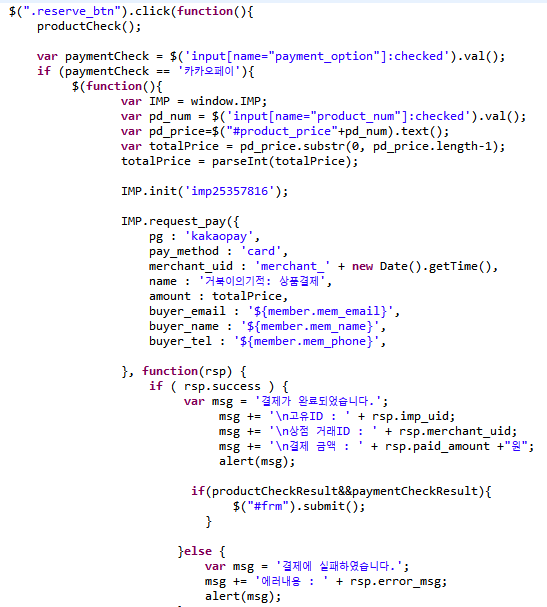 $(".reserve_btn").click(function(){
productCheck();
var paymentCheck = $('input[name="payment_option"]:checked').val();
if (paymentCheck == '카카오페이'){
$(function(){
var IMP = window.IMP;
var pd_num = $('input[name="product_num"]:checked').val();
var pd_price=$("#product_price"+pd_num).text();
var totalPrice = pd_price.substr(0, pd_price.length-1);
totalPrice = parseInt(totalPrice);
IMP.init('imp25357816');
IMP.request_pay({
pg : 'kakaopay',
pay_method : 'card',
merchant_uid : 'merchant_' + new Date().getTime(),
name : '거북이의기적: 상품결제',
amount : totalPrice,
buyer_email : '${member.mem_email}',
buyer_name : '${member.mem_name}',
buyer_tel : '${member.mem_phone}',
}, function(rsp) {
if ( rsp.success ) {
var msg = '결제가 완료되었습니다.';
msg += '\n고유ID : ' + rsp.imp_uid;
msg += '\n상점 거래ID : ' + rsp.merchant_uid;
msg += '\n결제 금액 : ' + rsp.paid_amount +"원";
alert(msg);
if(productCheckResult&&paymentCheckResult){
$("#frm").submit();
}
}else {
var msg = '결제에 실패하였습니다.';
msg += '에러내용 : ' + rsp.error_msg;
alert(msg);